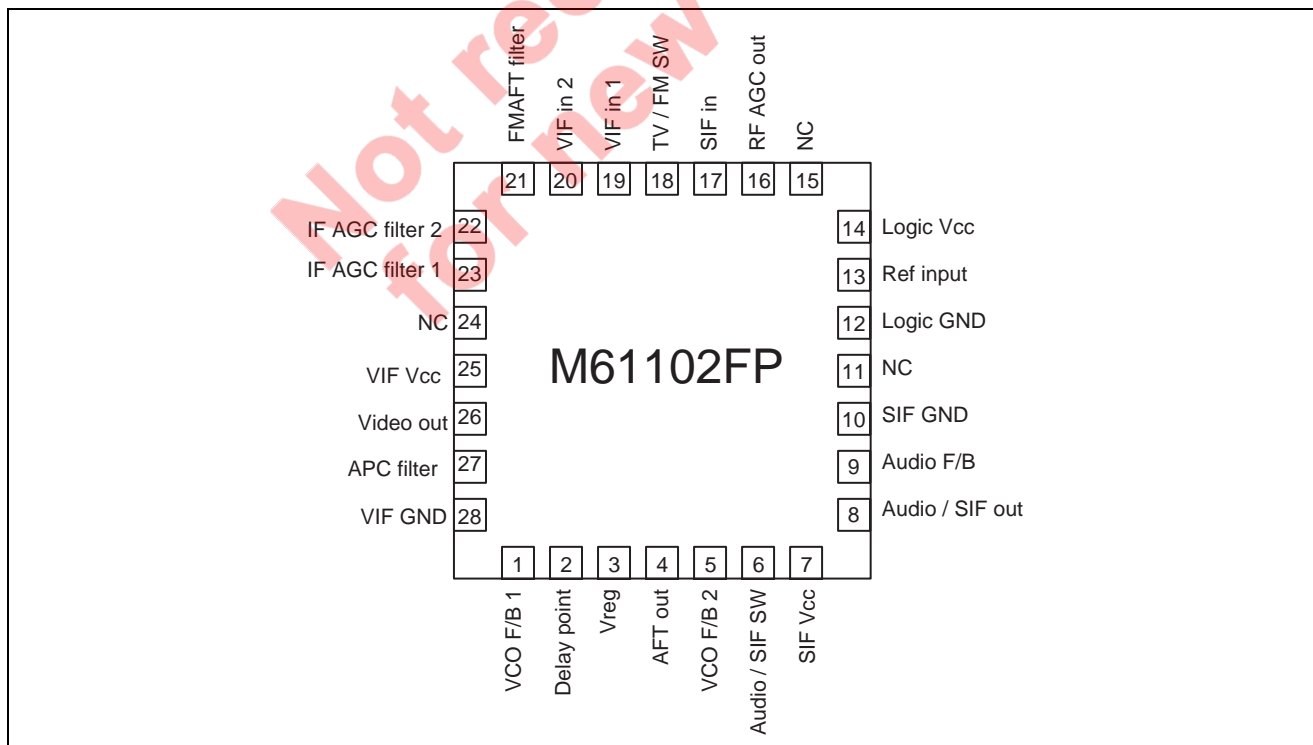 Not re
for new
FMAFT filter
VIF in 2
VIF in 1
TV / FM SW
SIF in
RF AGC out
NC
21 20 19 18 17 16 15
IF AGC filter 2 22
IF AGC filter 1 23
NC 24
VIF Vcc 25
Video out 26
APC filter 27
VIF GND 28
M61102FP
14 Logic Vcc
13 Ref input
12 Logic GND
11 NC
10 SIF GND
9 Audio F/B
8 Audio / SIF out
1 2 3 4 5 6 7
VCO F/B 1
Delay point
Vreg
AFT out
VCO F/B 2
Audio / SIF SW
SIF Vcc